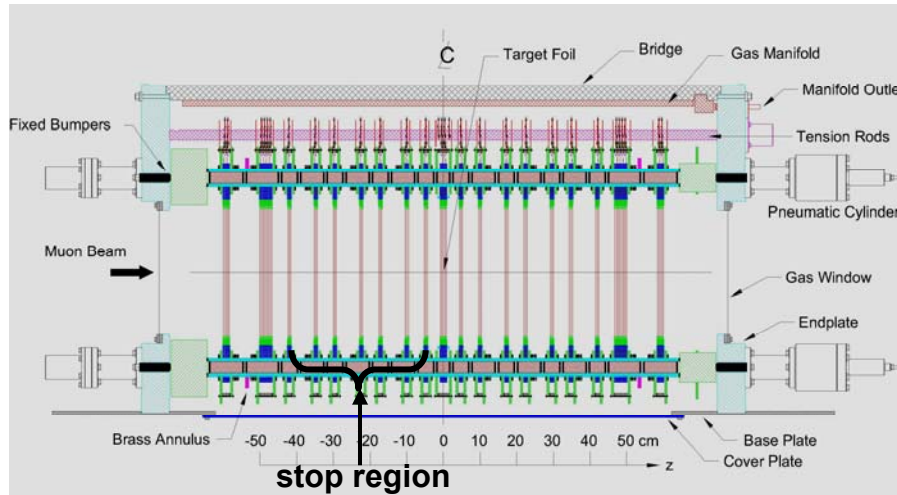 C
Target Foil
Bridge
Gas Manifold
Manifold Outle
Fixed Bumpers
Tension Rods
Pneumatic Cylinder
Muon Beam
Gas Window
Endplate
Brass Annulus
-50 -40 -30 -20 -10 0 10 20 30 40 50 cm
Base Plate
z
Cover Plate
stop region